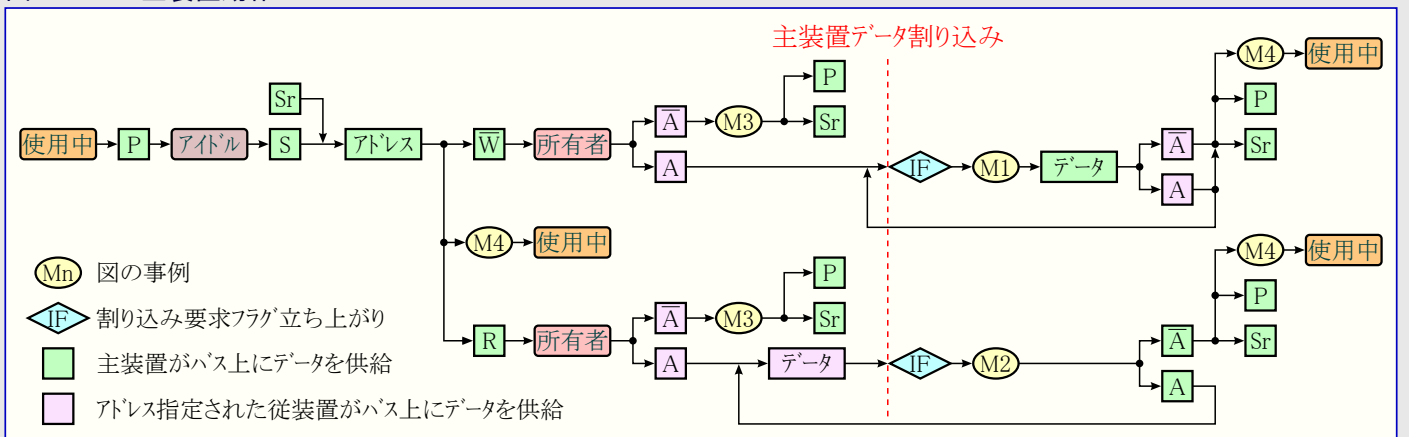 主装置データ割り込み
M4 使用中
P
Sr
P
Sr
A M3 Sr
使用中 P アイドル S アドレス W 所有者
A IF M1 データ A
A
M4 使用中
Mn 図の事例
IF 割り込み要求フラグ立ち上がり
主装置がバス上にデータを供給
アドレス指定された従装置がバス上にデータを供給
R 所有者
A M3 Sr
P
A データ IF M2
A Sr
A
P
M4 使用中